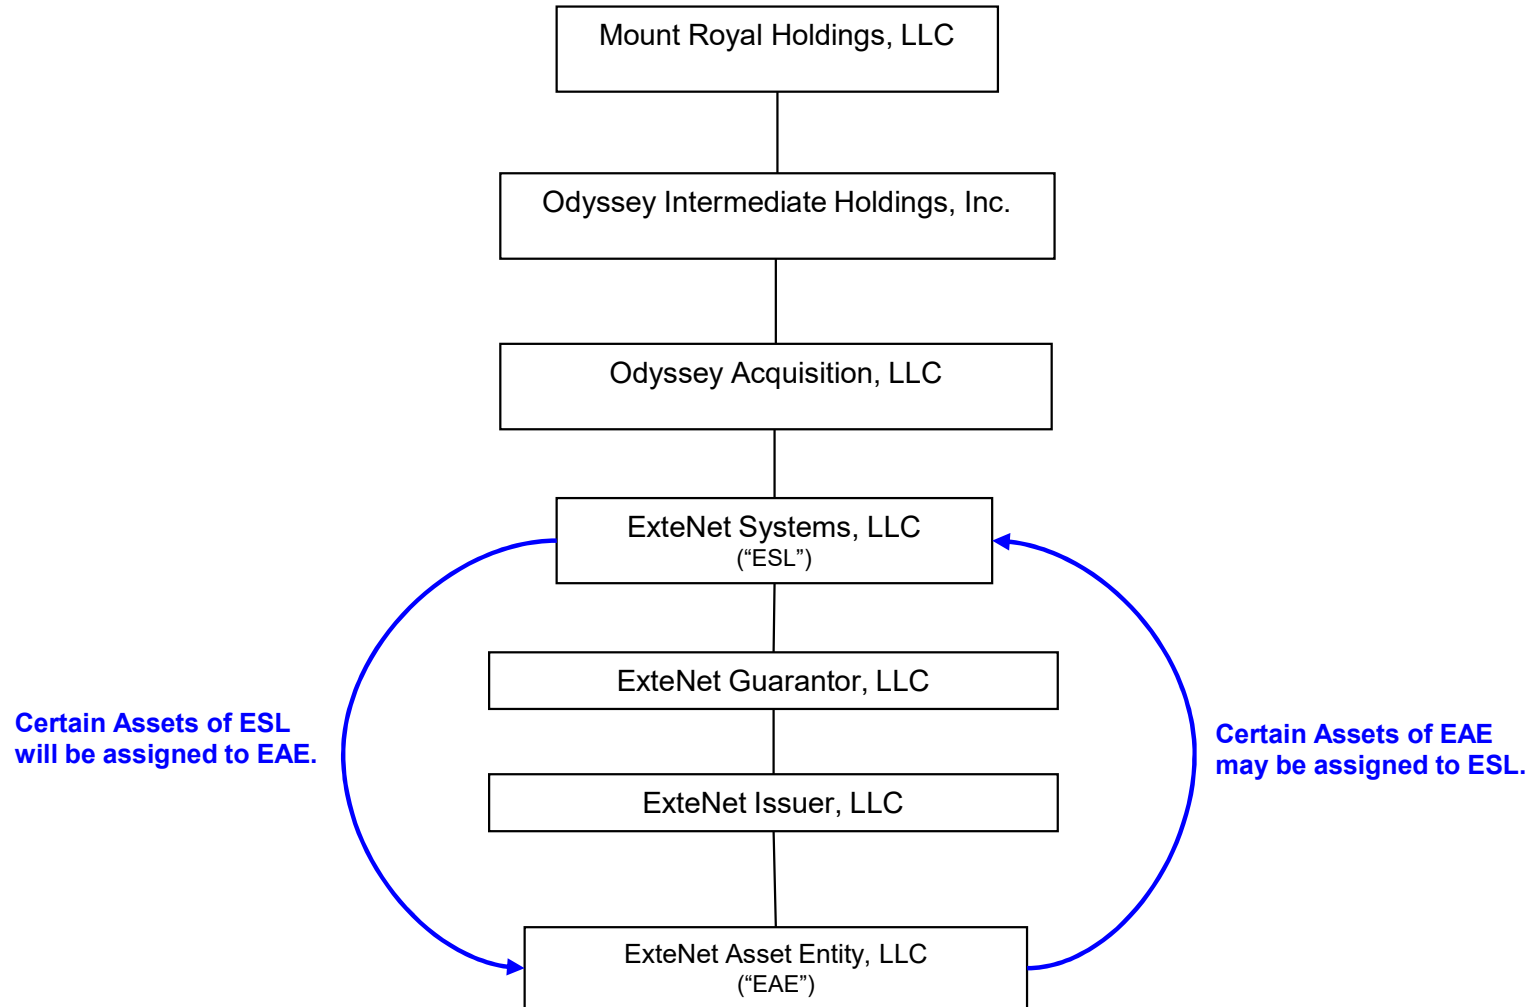 Mount Royal Holdings, LLC
Odyssey Intermediate Holdings, Inc.
Odyssey Acquisition, LLC
ExteNet Systems, LLC
(“ESL”)
ExteNet Guarantor, LLC
Certain Assets of ESL
will be assigned to EAE.
Certain Assets of EAE
may be assigned to ESL.
ExteNet Issuer, LLC
ExteNet Asset Entity, LLC
(“EAE”)